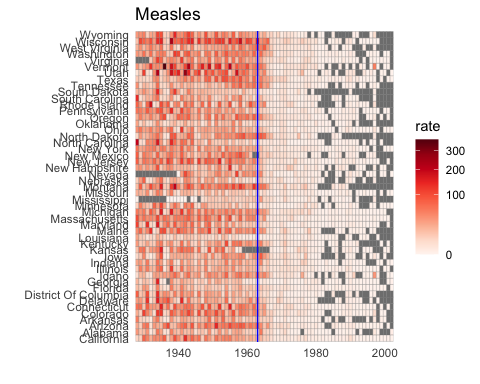 Measles
Wyoming
Wisconsin
West Virginia
Washington
Virginia
Vermont
Utah
Texas
Tennessee
South Dakota
South Carolina
Rhode Island
Pennsylvania
Oregon
Oklahoma
Ohio
North Dakota
North Carolina
New York
New Mexico
New Jersey
New Hampshire
Nevada
Nebraska
Montana
Missouri
Mississippi
Minnesota
Michigan
Massachusetts
Maryland
Maine
Louisiana
Kentucky
Kansas
Iowa
Indiana
Illinois
Idaho
Georgia
Florida
District Of Columbia
Delaware
Connecticut
Colorado
Arkansas
Arizona
Alabama
California
1940
1960
1980
2000
rate
300
200
100
0